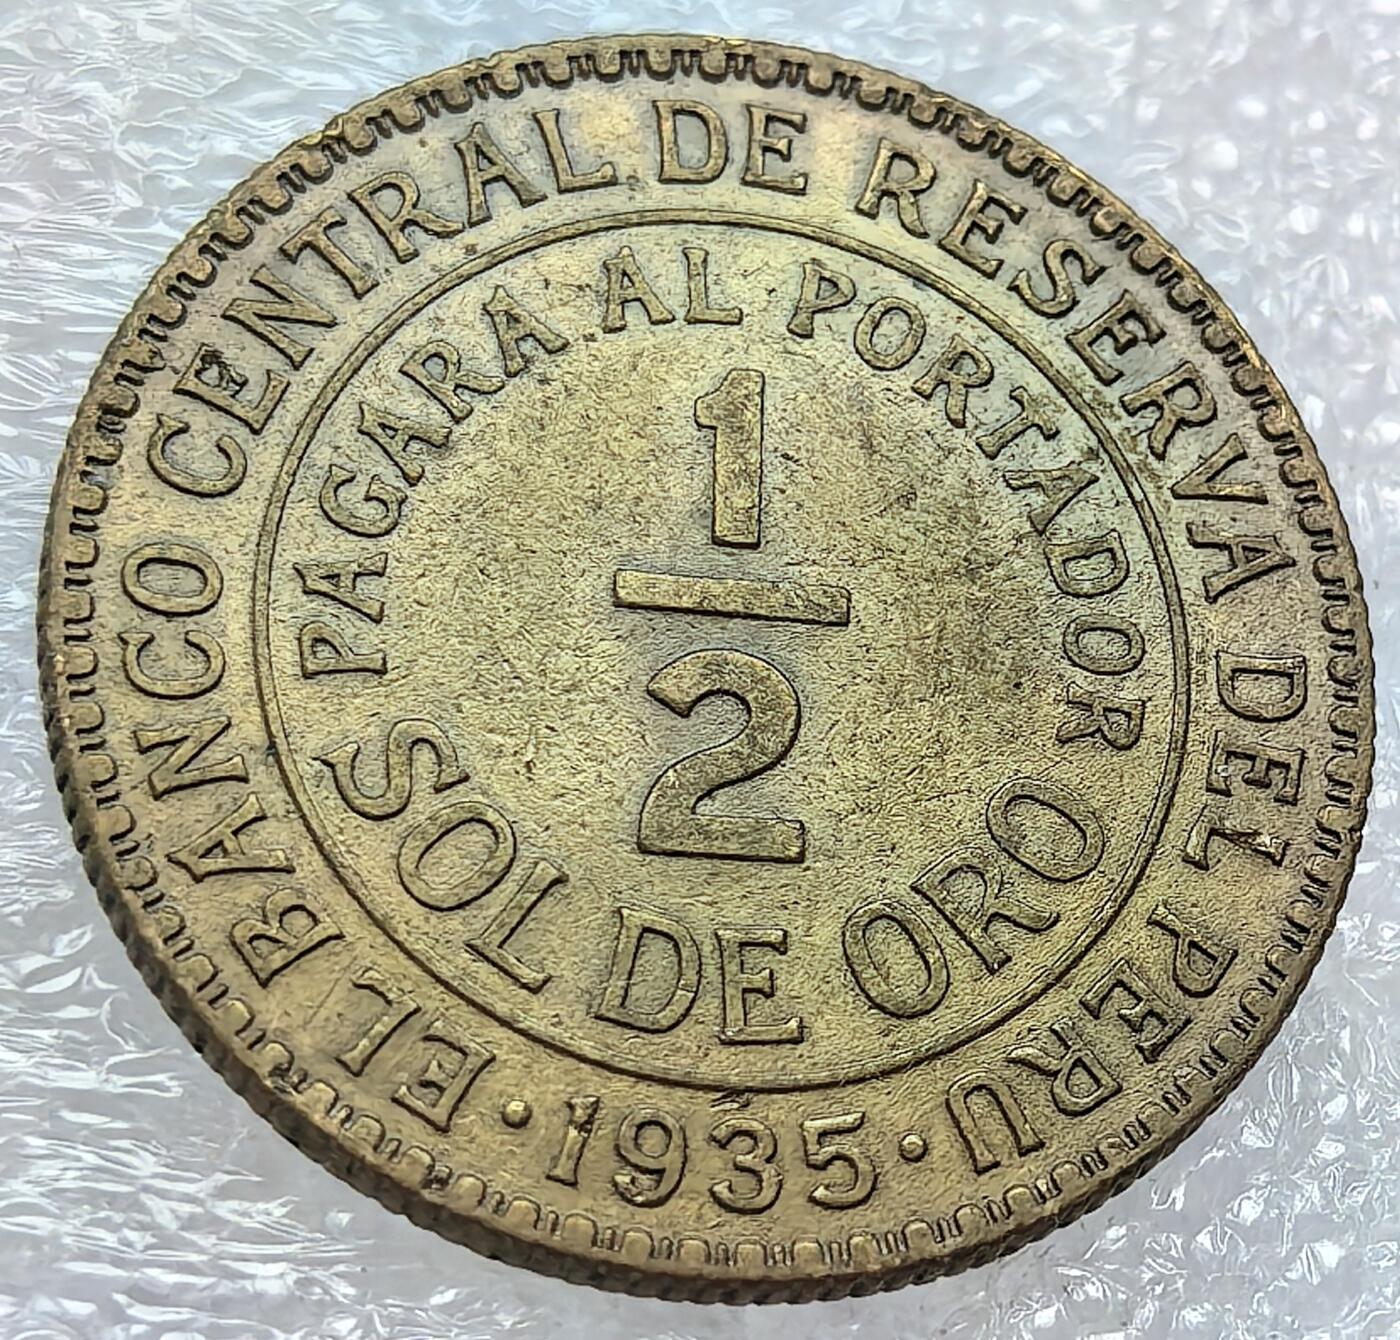 EL BANCO CENTRAL DE RESERVA DEL PERU
PAGARA AL PORTADOR
1
2
SOL DE ORO
· 1935 ·